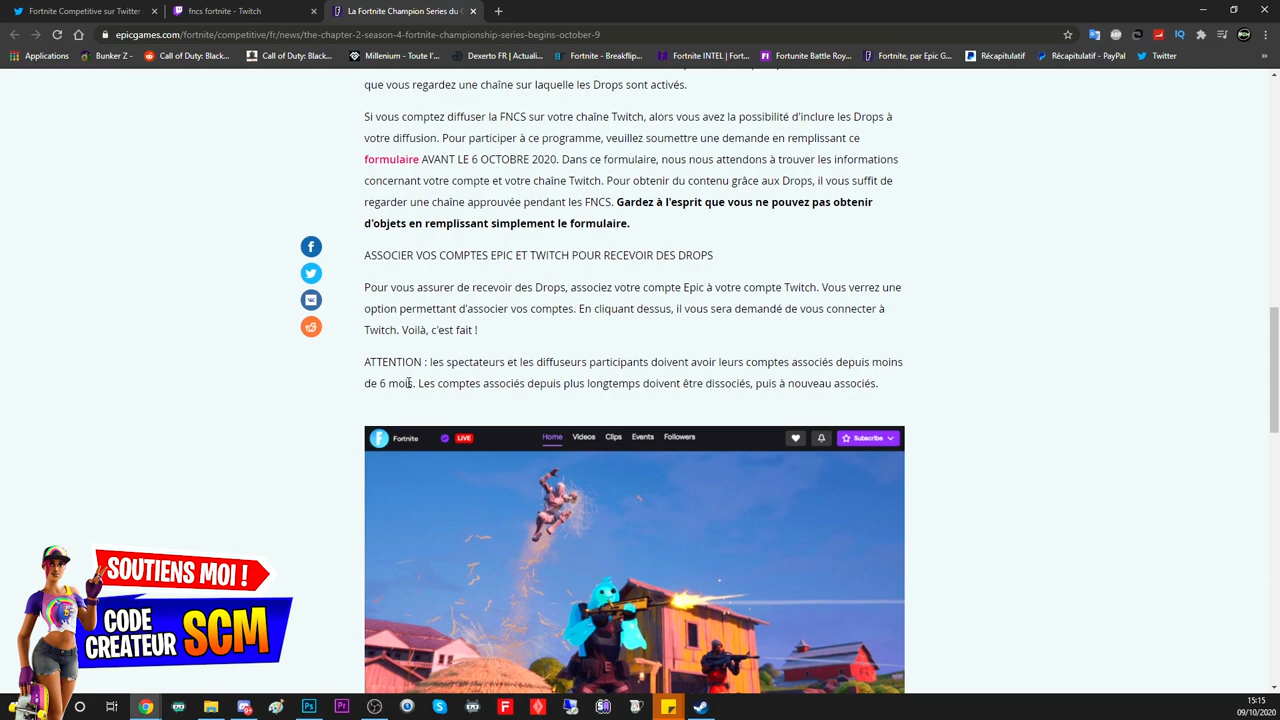 Fortnite Competitive sur Twitter
fncs fortnite - Twitch
La Fortnite Champion Series du C
epicgames.com/fortnite/competitive/fr/news/the-chapter-2-season-4-fortnite-championship-series-begins-october-9
Applications
Bunker Z -
Call of Duty: Black...
Call of Duty: Black...
Millenium - Toute l'...
Dexerto FR | Actuali...
Fortnite - Breakflip...
Fortnite INTEL | Fort...
Fortunite Battle Roy...
Fortnite, par Epic G...
Récapitulatif
Récapitulatif - PayPal
Twitter
»
que vous regardez une chaîne sur laquelle les Drops sont activés.
Si vous comptez diffuser la FNCS sur votre chaîne Twitch, alors vous avez la possibilité d'inclure les Drops à
votre diffusion. Pour participer à ce programme, veuillez soumettre une demande en remplissant ce
formulaire AVANT LE 6 OCTOBRE 2020. Dans ce formulaire, nous nous attendons à trouver les informations
concernant votre compte et votre chaîne Twitch. Pour obtenir du contenu grâce aux Drops, il vous suffit de
regarder une chaîne approuvée pendant les FNCS. Gardez à l'esprit que vous ne pouvez pas obtenir
d'objets en remplissant simplement le formulaire.
ASSOCIER VOS COMPTES EPIC ET TWITCH POUR RECEVOIR DES DROPS
Pour vous assurer de recevoir des Drops, associez votre compte Epic à votre compte Twitch. Vous verrez une
option permettant d'associer vos comptes. En cliquant dessus, il vous sera demandé de vous connecter à
Twitch. Voilà, c'est fait !
ATTENTION : les spectateurs et les diffuseurs participants doivent avoir leurs comptes associés depuis moins
de 6 mois. Les comptes associés depuis plus longtemps doivent être dissociés, puis à nouveau associés.
Fortnite
LIVE
Home
Videos
Clips
Events
Followers
Subscribe
SOUTIENS MOI !
CODE
CREATEUR SCM
15:15
09/10/2020